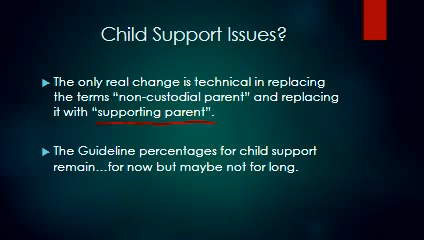 Child Support Issues?
The only real change is technical in replacing
the terms “non-custodial parent” and replacing
it with “supporting parent”.
The Guideline percentages for child support
remain…for now but maybe not for long.